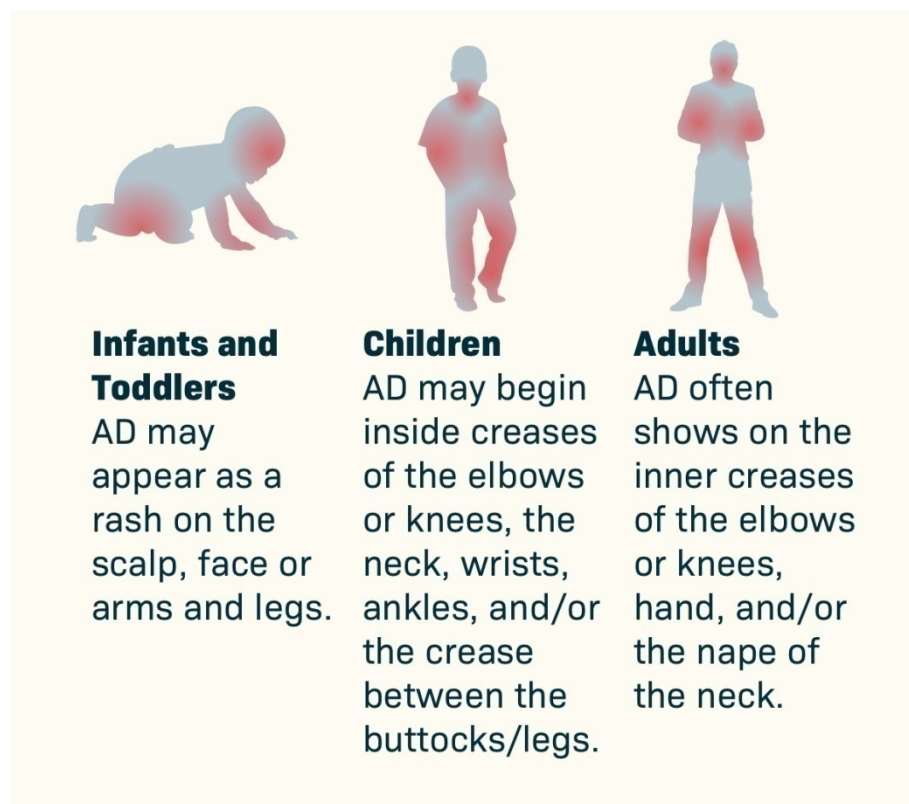 Infants and
Toddlers
AD may
appear as a
rash on the
scalp, face or
arms and legs.
Children
AD may begin
inside creases
of the elbows
or knees, the
neck, wrists,
ankles, and/or
the crease
between the
buttocks/legs.
Adults
AD often
shows on the
inner creases
of the elbows
or knees,
hand, and/or
the nape of
the neck.